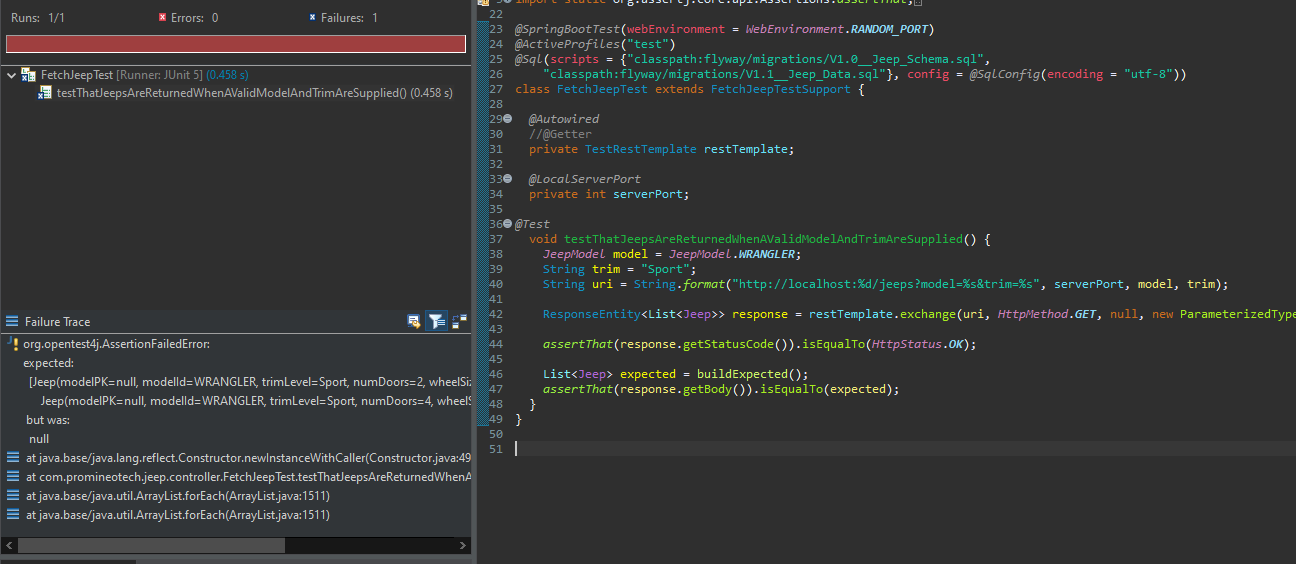 Runs: 1/1 Errors: 0 Failures: 1
FetchJeepTest [Runner: JUnit 5] (0.458 s)
testThatJeepsAreReturnedWhenAValidModelAndTrimAreSupplied() (0.458 s)
Failure Trace
org.opentest4j.AssertionFailedError:
expected:
[Jeep(modelPK=null, modelId=WRANGLER, trimLevel=Sport, numDoors=2, wheelSiz
Jeep(modelPK=null, modelId=WRANGLER, trimLevel=Sport, numDoors=4, wheelS
but was:
null
at java.base/java.lang.reflect.Constructor.newInstanceWithCaller(Constructor.java:49
at com.promineotech.jeep.controller.FetchJeepTest.testThatJeepsAreReturnedWhenA
at java.base/java.util.ArrayList.forEach(ArrayList.java:1511)
at java.base/java.util.ArrayList.forEach(ArrayList.java:1511)
import static org.assertj.core.api.Assertions.assertThat;
22
23 @SpringBootTest(webEnvironment = WebEnvironment.RANDOM_PORT)
24 @ActiveProfiles("test")
25 @Sql(scripts = {"classpath:flyway/migrations/V1.0__Jeep_Schema.sql",
26 "classpath:flyway/migrations/V1.1__Jeep_Data.sql"}, config = @SqlConfig(encoding = "utf-8"))
27 class FetchJeepTest extends FetchJeepTestSupport {
28
29 @Autowired
30 //@Getter
31 private TestRestTemplate restTemplate;
32
33 @LocalServerPort
34 private int serverPort;
35
36 @Test
37 void testThatJeepsAreReturnedWhenAValidModelAndTrimAreSupplied() {
38 JeepModel model = JeepModel.WRANGLER;
39 String trim = "Sport";
40 String uri = String.format("http://localhost:%d/jeeps?model=%s&trim=%s", serverPort, model, trim);
41
42 ResponseEntity<List<Jeep>> response = restTemplate.exchange(uri, HttpMethod.GET, null, new ParameterizedType
43
44 assertThat(response.getStatusCode()).isEqualTo(HttpStatus.OK);
45
46 List<Jeep> expected = buildExpected();
47 assertThat(response.getBody()).isEqualTo(expected);
48 }
49 }
50
51